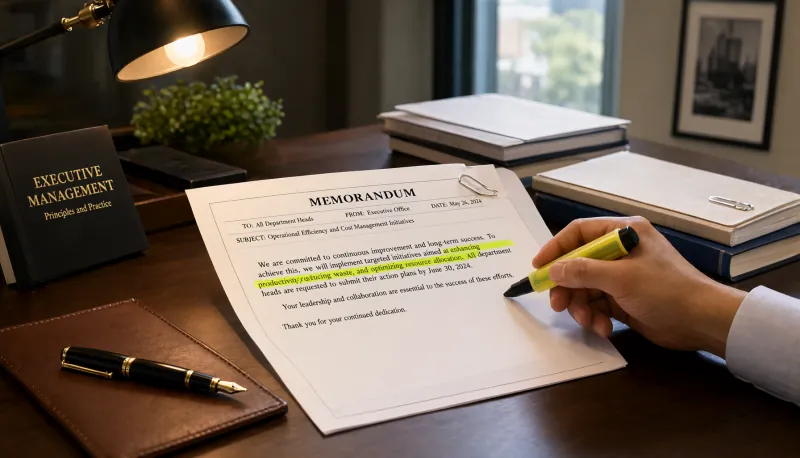 EXECUTIVE
MANAGEMENT
Principles and Practice
MEMORANDUM
TO: All Department Heads FROM: Executive Office DATE: May 26, 2024
SUBJECT: Operational Efficiency and Cost Management Initiatives
We are committed to continuous improvement and long-term success. To
achieve this, we will implement targeted initiatives aimed at enhancing
productivity, and optimizing resource allocation. All department
heads are requested to submit their action plans by June 30, 2024.
Your leadership and collaboration are essential to the success of these efforts.
Thank you for your continued dedication.